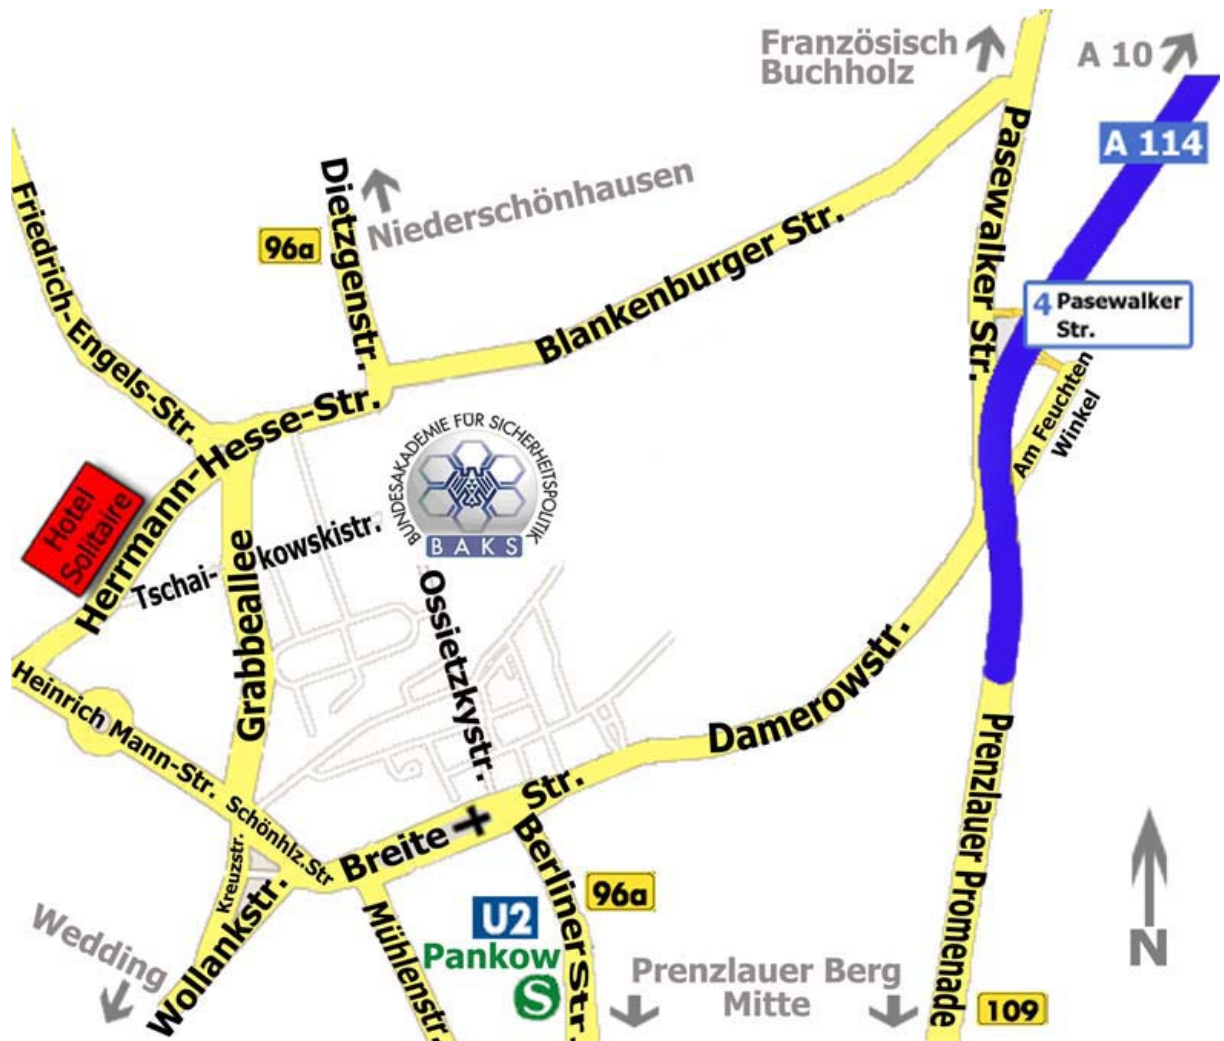 Französisch
Buchholz
A 10
A 114
Pasewalker Str.
Dietzgenstr.
Niederschönhausen
96a
Friedrich-Engels-Str.
Blankenburger Str.
4 Pasewalker
Str.
Am Feuchten
Winkel
Herrmann-Hesse-Str.
BUNDESAKADEMIE FÜR SICHERHEITSPOLITIK
BAKS
Hotel
Solitaire
Tschai-kowskistr.
Grabbeallee
Ossietzkystr.
Heinrich Mann-Str.
Damerowstr.
Schönhlz.Str
Breite Str.
Kreuzstr.
Wollankstr.
Mühlenstr.
Berliner Str.
96a
U2
Pankow
S
Wedding
Prenzlauer Berg
Mitte
Prenzlauer Promenade
109
N